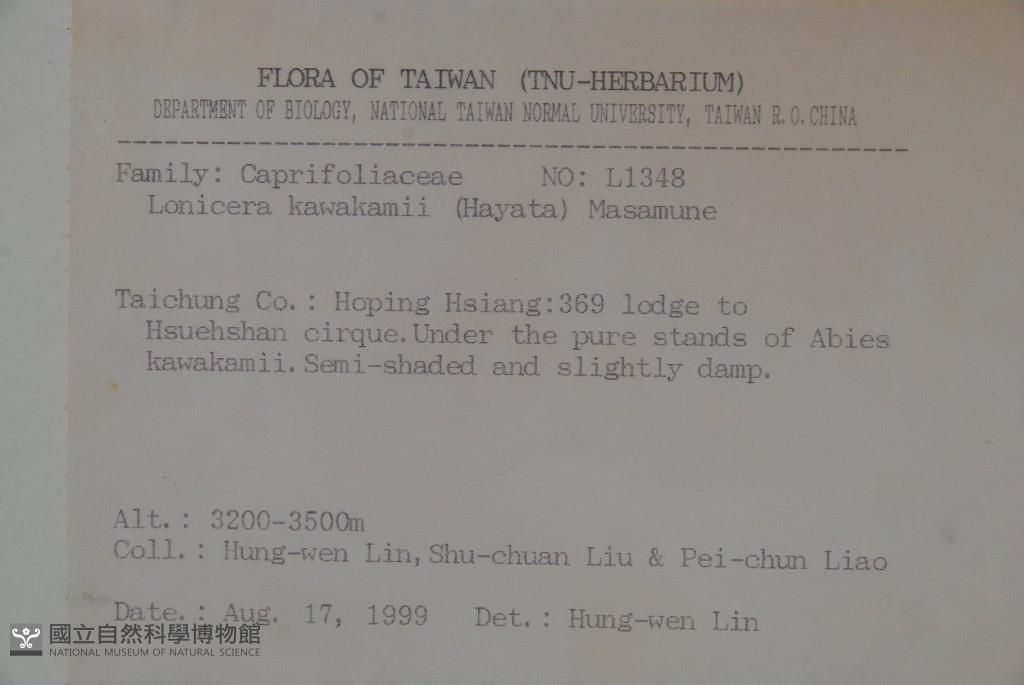 FLORA OF TAIWAN (TNU-HERBARIUM)
DEPARTMENT OF BIOLOGY, NATIONAL TAIWAN NORMAL UNIVERSITY, TAIWAN R.O.CHINA
--------------------------------------------------
Family: Caprifoliaceae NO: L1348
Lonicera kawakamii (Hayata) Masamune
Taichung Co.: Hoping Hsiang:369 lodge to
Hsuehshan cirque.Under the pure stands of Abies
kawakamii.Semi-shaded and slightly damp.
Alt.: 3200-3500m
Coll.: Hung-wen Lin,Shu-chuan Liu & Pei-chun Liao
Date.: Aug. 17, 1999 Det.: Hung-wen Lin
國立自然科學博物館
NATIONAL MUSEUM OF NATURAL SCIENCE